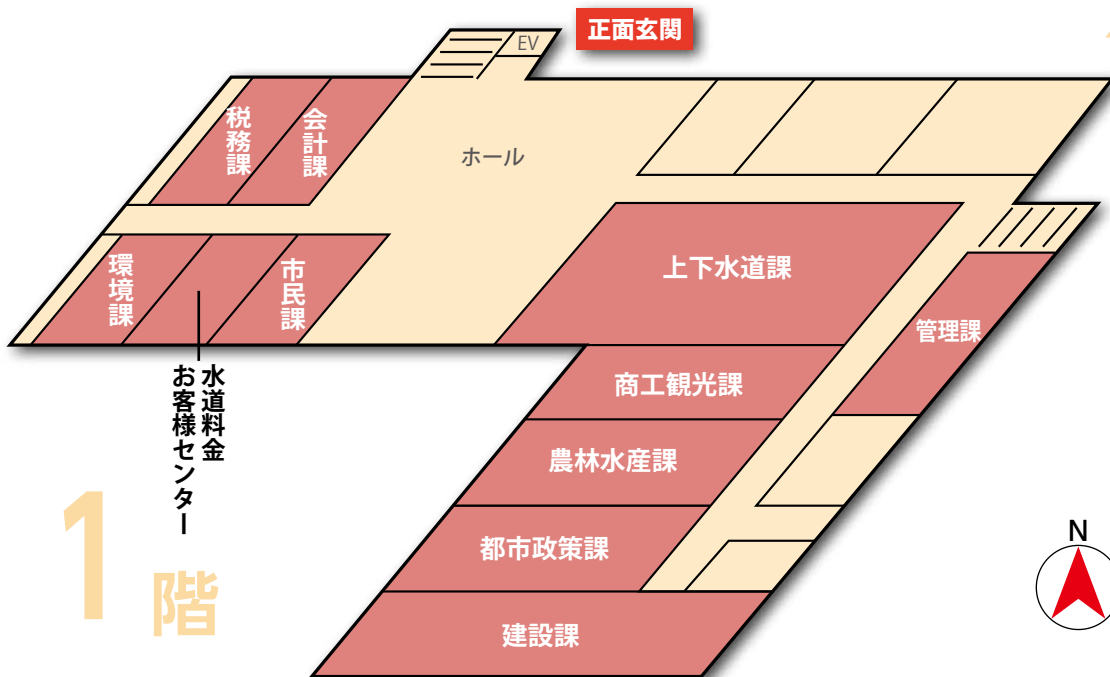 正面玄関
EV
税務課
会計課
ホール
環境課
市民課
水道料金
お客様センター
上下水道課
管理課
商工観光課
農林水産課
都市政策課
建設課
1階
N